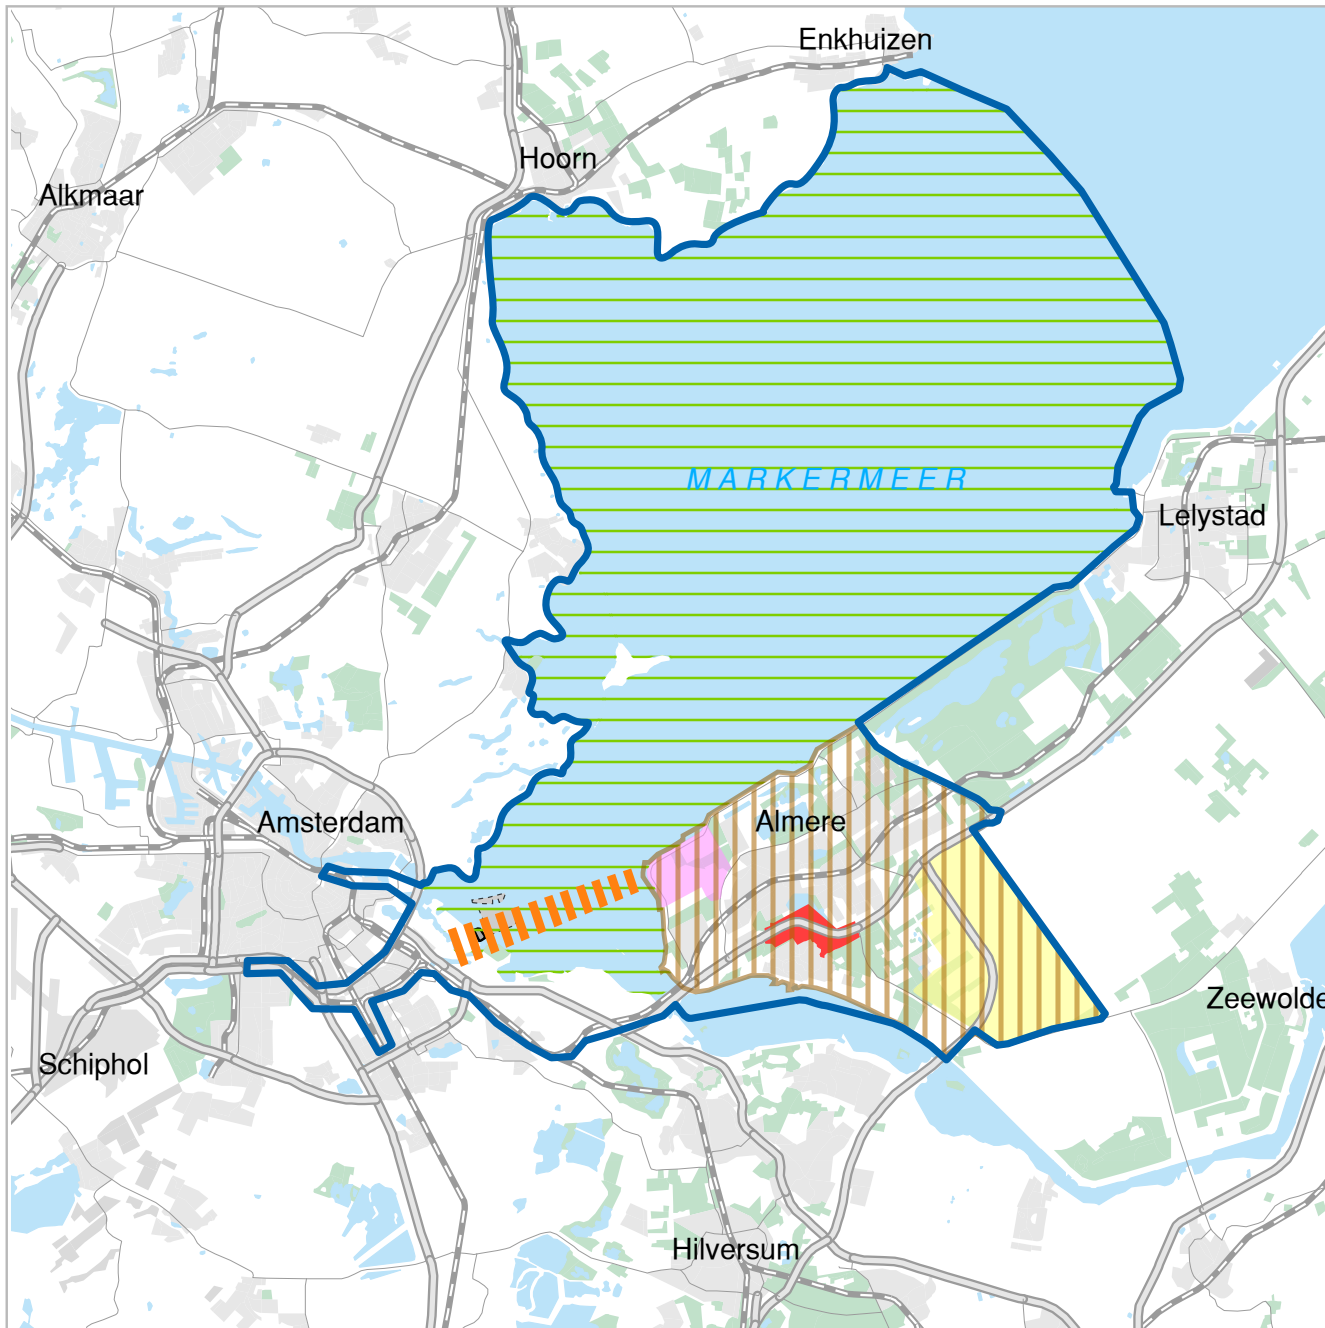 Enkhuizen
Hoorn
Alkmaar
MARKERMEER
Lelystad
Almere
Amsterdam
Zeewolde
Schiphol
Hilversum